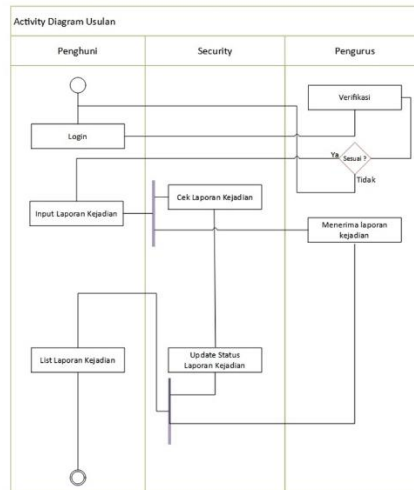 Activity Diagram Usulan
Penghuni
Security
Pengurus
Verifikasi
Login
Ya
Sesuai ?
Tidak
Cek Laporan Kejadian
Input Laporan Kejadian
Menerima laporan
kejadian
List Laporan Kejadian
Update Status
Laporan Kejadian